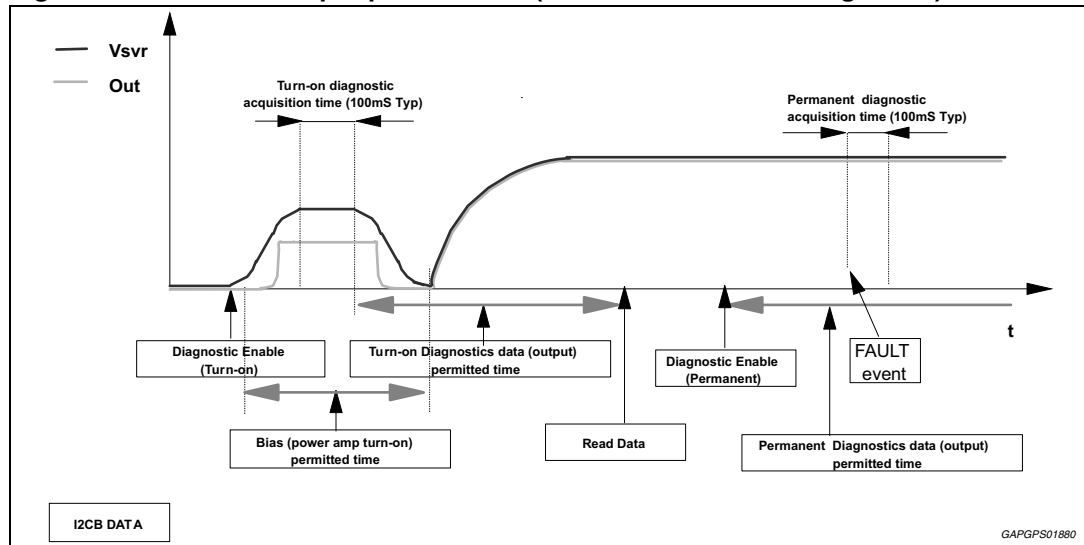 Vsvr
Out
Turn-on diagnostic
acquisition time (100mS Typ)
Permanent diagnostic
acquisition time (100mS Typ)
t
Diagnostic Enable
(Turn-on)
Turn-on Diagnostics data (output)
permitted time
Diagnostic Enable
(Permanent)
FAULT
event
Bias (power amp turn-on)
permitted time
Read Data
Permanent Diagnostics data (output)
permitted time
I2CB DATA
GAPGPS01880